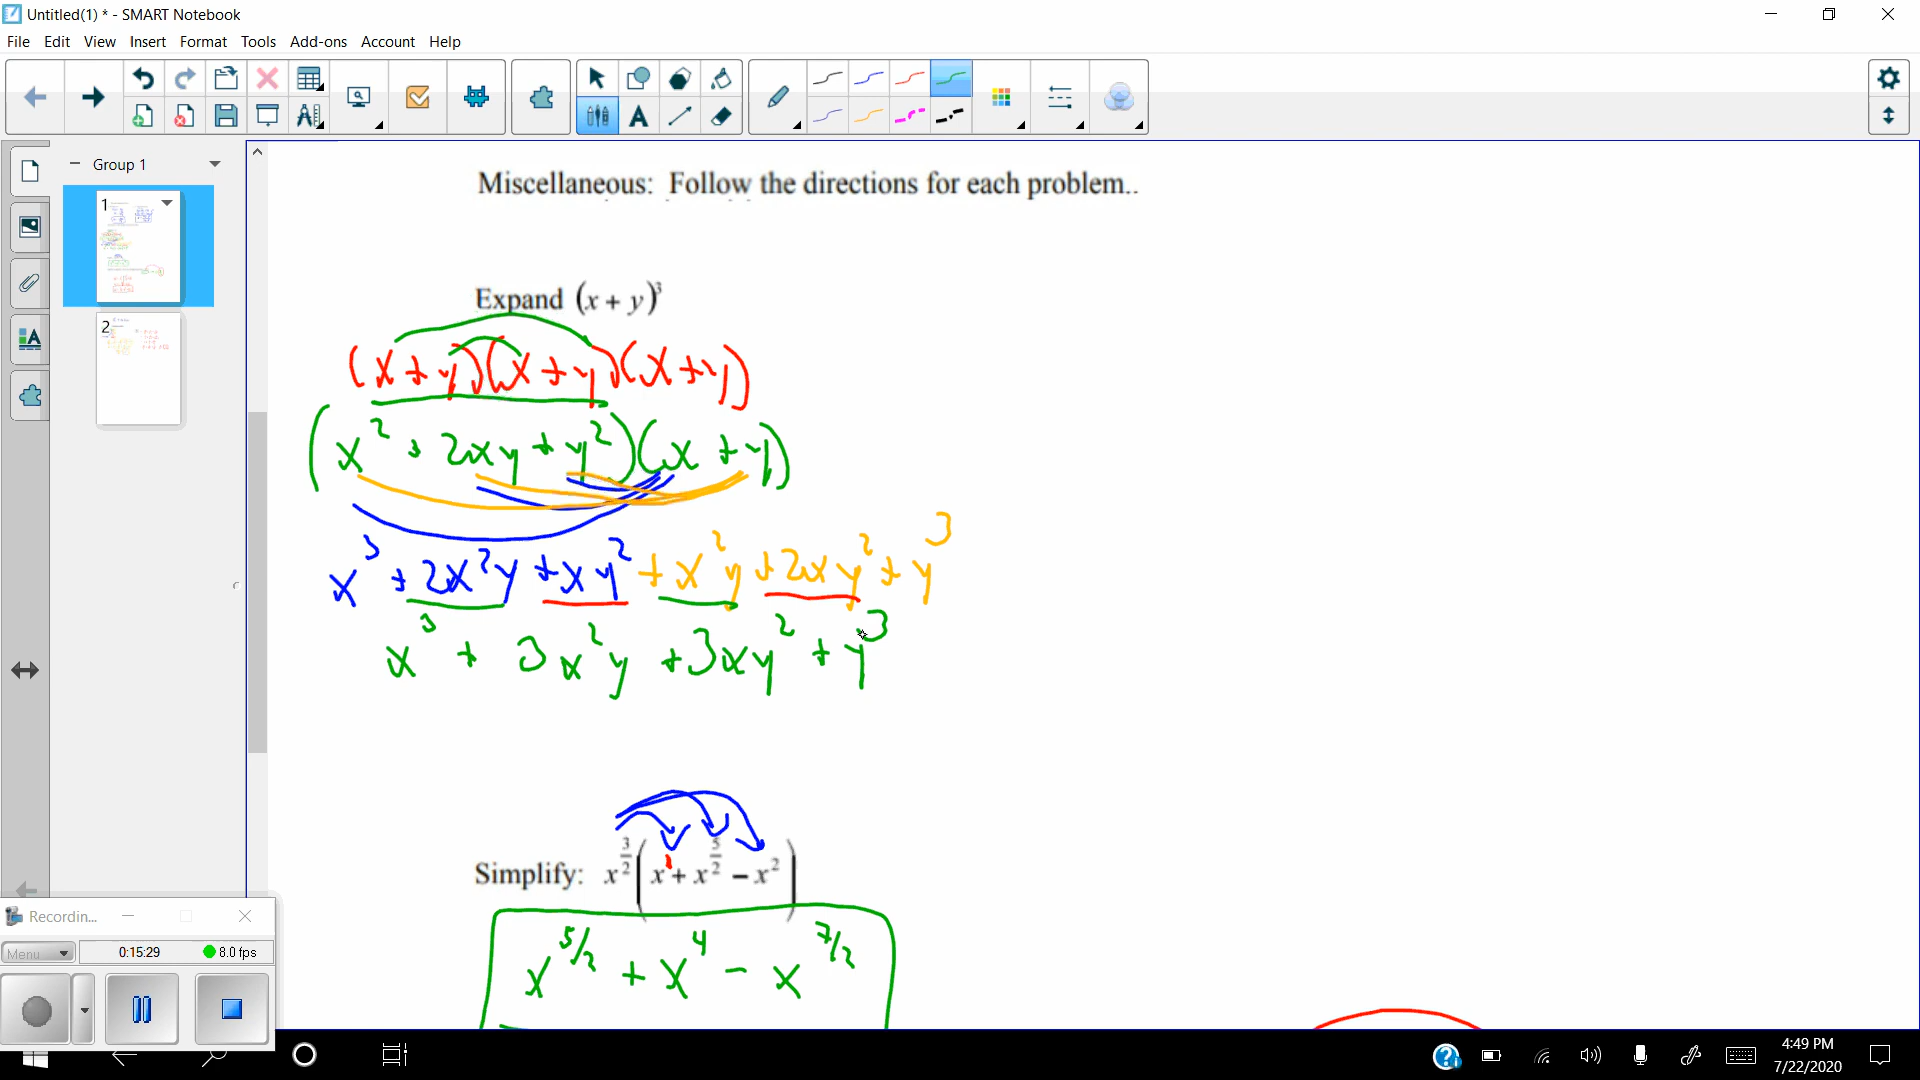 Untitled(1) * - SMART Notebook
File Edit View Insert Format Tools Add-ons Account Help
Group 1
1
2
Miscellaneous: Follow the directions for each problem..
Expand (x + y)³
(x + y)(x + y)(x + y)
(x² + 2xy + y²)(x + y)
x³ + 2x²y + xy² + x²y + 2xy² + y³
x³ + 3x²y + 3xy² + y³
Simplify: x^(3/2) (x¹ + x^(5/2) − x²)
x^(5/2) + x⁴ − x^(7/2)
Recordin...
Menu 0:15:29 8.0 fps
4:49 PM
7/22/2020